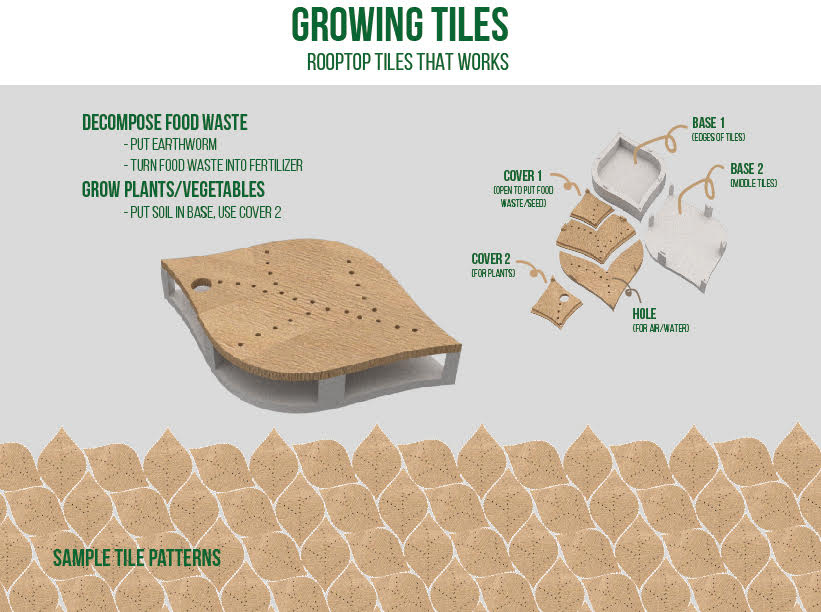 GROWING TILES
ROOPTOP TILES THAT WORKS
DECOMPOSE FOOD WASTE
- PUT EARTHWORM
- TURN FOOD WASTE INTO FERTILIZER
GROW PLANTS/VEGETABLES
- PUT SOIL IN BASE, USE COVER 2
BASE 1
(EDGES OF TILES)
BASE 2
(MIDDLE TILES)
COVER 1
(OPEN TO PUT FOOD
WASTE/SEED)
COVER 2
(FOR PLANTS)
HOLE
(FOR AIR/WATER)
SAMPLE TILE PATTERNS